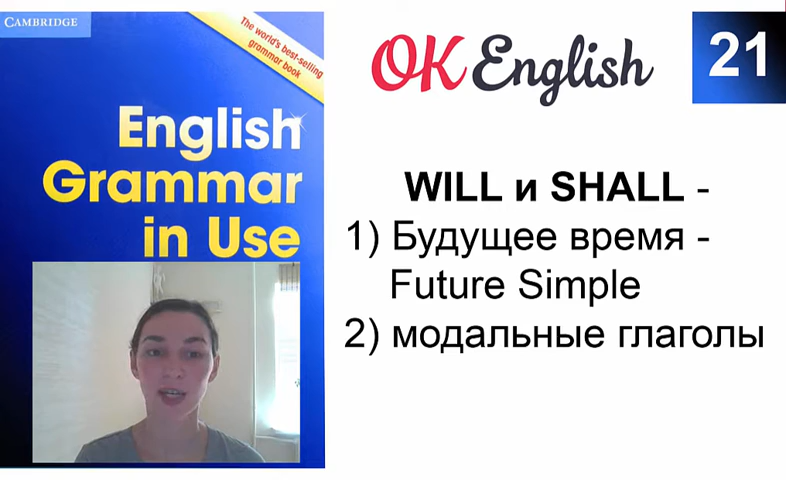 CAMBRIDGE
The world's best-selling
grammar book
English
Grammar
in Use
OK English
21
WILL и SHALL -
1) Будущее время -
Future Simple
2) модальные глаголы